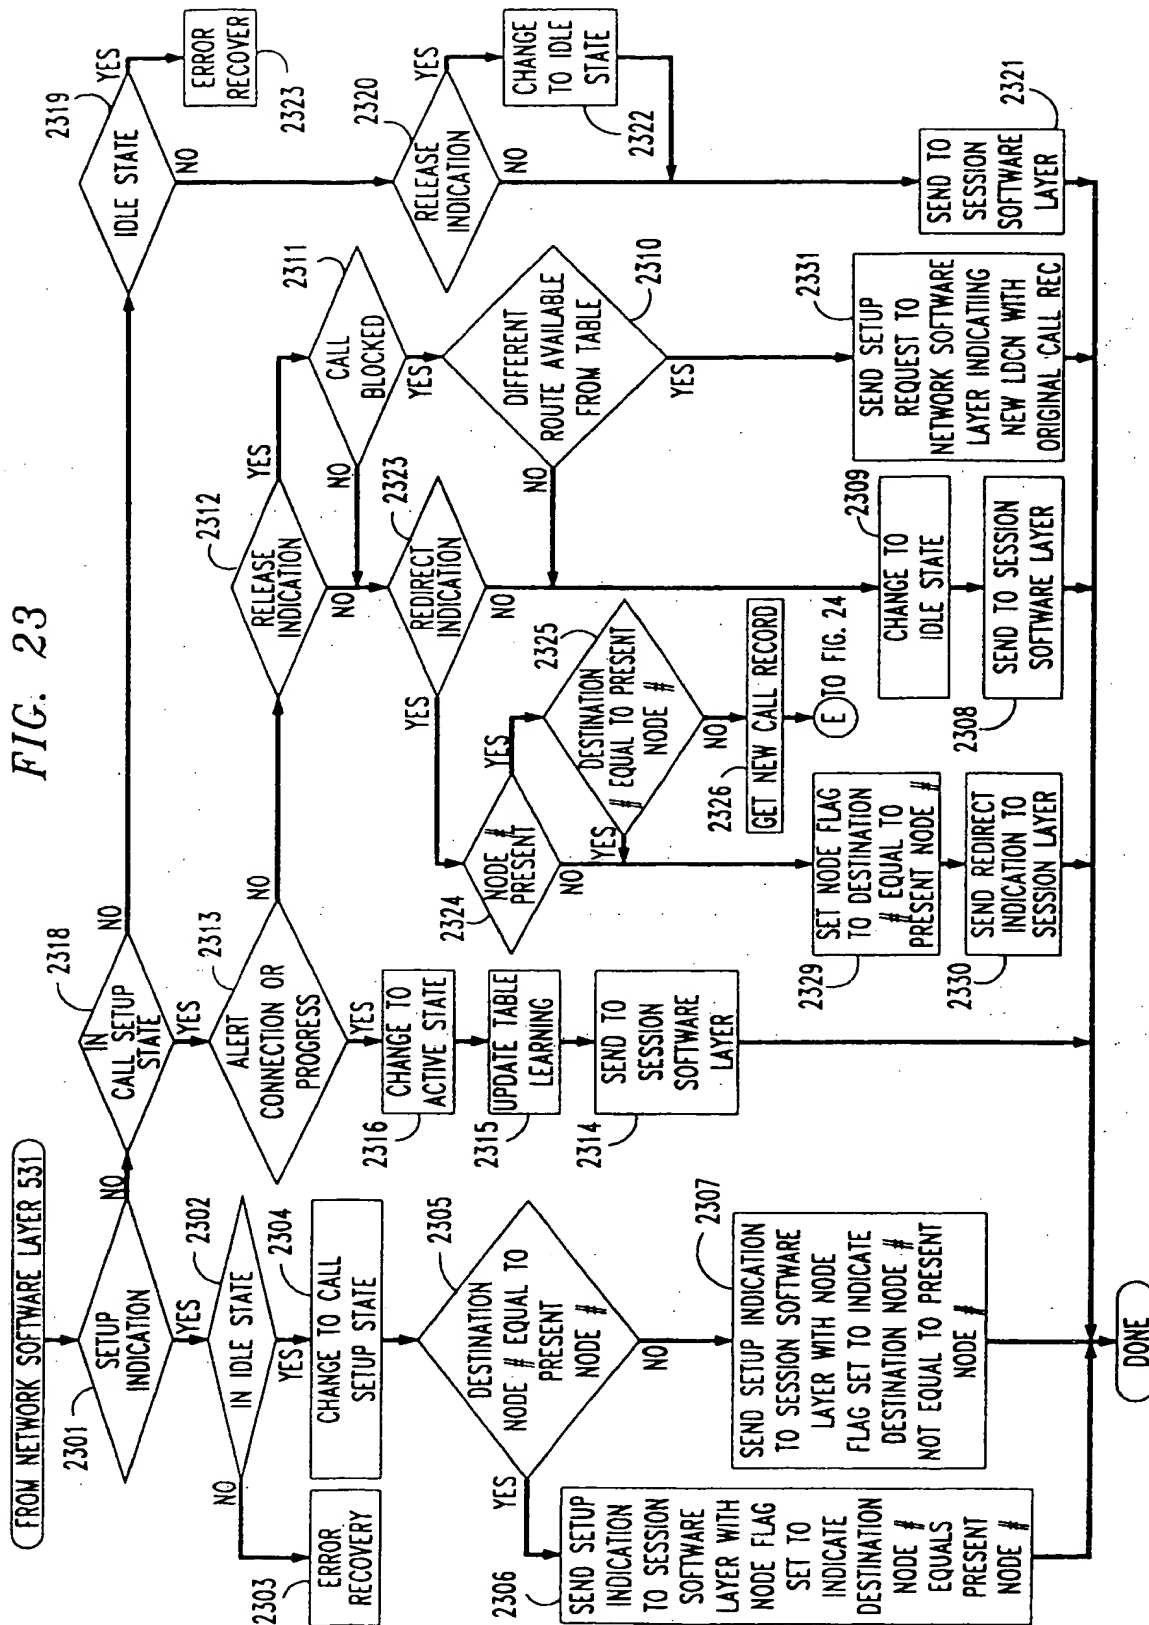 FIG. 23
FROM NETWORK SOFTWARE LAYER 531
2301
SETUP
INDICATION
NO
YES
2302
IN IDLE STATE
NO
YES
2303
ERROR
RECOVERY
2304
CHANGE TO CALL
SETUP STATE
2305
DESTINATION
NODE # EQUAL TO
PRESENT
NODE #
YES
NO
2306
SEND SETUP
INDICATION
TO SESSION
SOFTWARE
LAYER WITH
NODE FLAG
SET TO
INDICATE
DESTINATION
NODE #
EQUALS
PRESENT
NODE #
2307
SEND SETUP INDICATION
TO SESSION SOFTWARE
LAYER WITH NODE
FLAG SET TO INDICATE
DESTINATION NODE #
NOT EQUAL TO PRESENT
NODE #
2318
IN
CALL SETUP
STATE
NO
YES
2313
ALERT
CONNECTION OR
PROGRESS
NO
YES
2316
CHANGE TO
ACTIVE STATE
2315
UPDATE TABLE
LEARNING
2314
SEND TO
SESSION
SOFTWARE
LAYER
2312
RELEASE
INDICATION
YES
NO
2311
CALL
BLOCKED
NO
YES
2323
REDIRECT
INDICATION
YES
NO
2310
DIFFERENT
ROUTE AVAILABLE
FROM TABLE
NO
YES
2324
NODE #
PRESENT
YES
NO
2325
DESTINATION
# EQUAL TO PRESENT
NODE #
YES
NO
2326
GET NEW CALL RECORD
E
TO FIG. 24
2329
SET NODE FLAG
TO DESTINATION
# EQUAL TO
PRESENT NODE #
2330
SEND REDIRECT
INDICATION TO
SESSION LAYER
2309
CHANGE TO
IDLE STATE
2308
SEND TO SESSION
SOFTWARE LAYER
2331
SEND SETUP
REQUEST TO
NETWORK SOFTWARE
LAYER INDICATING
NEW LDCN WITH
ORIGINAL CALL REC
2319
IDLE STATE
YES
NO
ERROR
RECOVER
2323
2320
RELEASE
INDICATION
YES
NO
CHANGE
TO IDLE
STATE
2322
2321
SEND TO
SESSION
SOFTWARE
LAYER
DONE